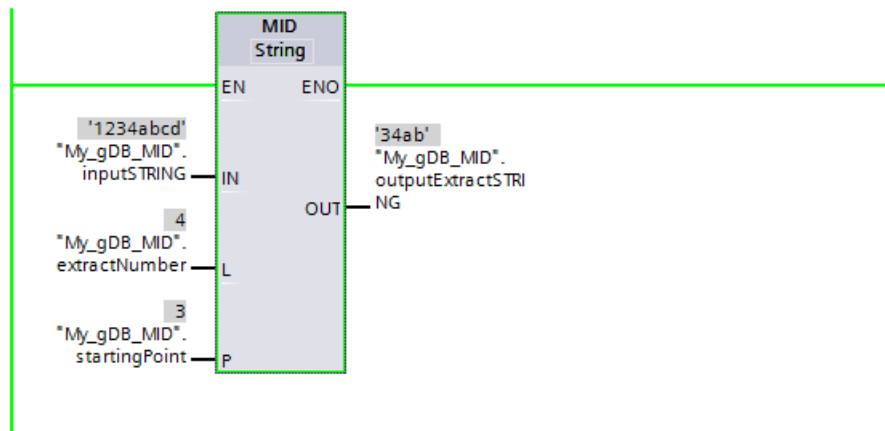 MID
String
EN ENO
'1234abcd'
"My_gDB_MID".
inputSTRING
IN
'34ab'
"My_gDB_MID".
outputExtractSTRI
NG
OUT
4
"My_gDB_MID".
extractNumber
L
3
"My_gDB_MID".
startingPoint
P